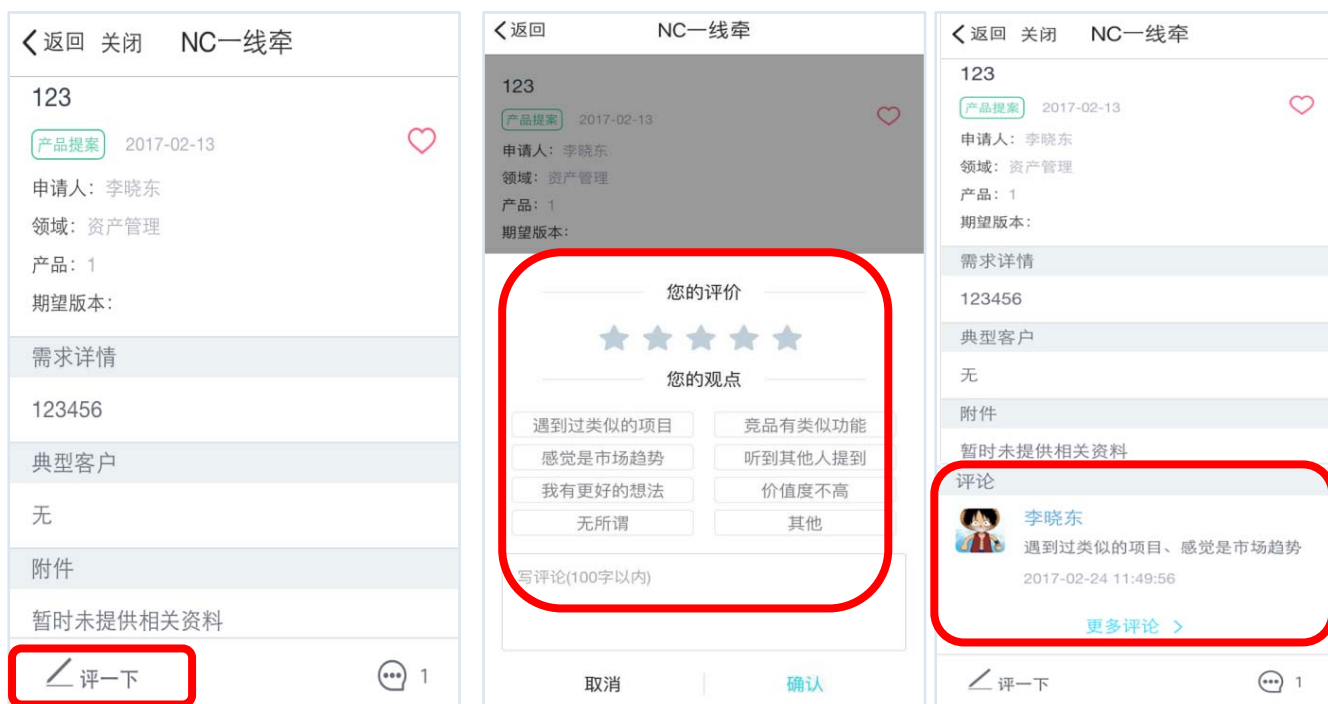 返回 关闭 NC一线牵
123
产品提案 2017-02-13
申请人：李晓东
领域：资产管理
产品：1
期望版本：
需求详情
123456
典型客户
无
附件
暂时未提供相关资料
评一下 1
返回 NC一线牵
123
产品提案 2017-02-13
申请人：李晓东
领域：资产管理
产品：1
期望版本：
您的评价
您的观点
遇到过类似的项目 竞品有类似功能
感觉是市场趋势 听到其他人提到
我有更好的想法 价值度不高
无所谓 其他
写评论(100字以内)
取消 确认
返回 关闭 NC一线牵
123
产品提案 2017-02-13
申请人：李晓东
领域：资产管理
产品：1
期望版本：
需求详情
123456
典型客户
无
附件
暂时未提供相关资料
评论
李晓东
遇到过类似的项目、感觉是市场趋势
2017-02-24 11:49:56
更多评论 >
评一下 1